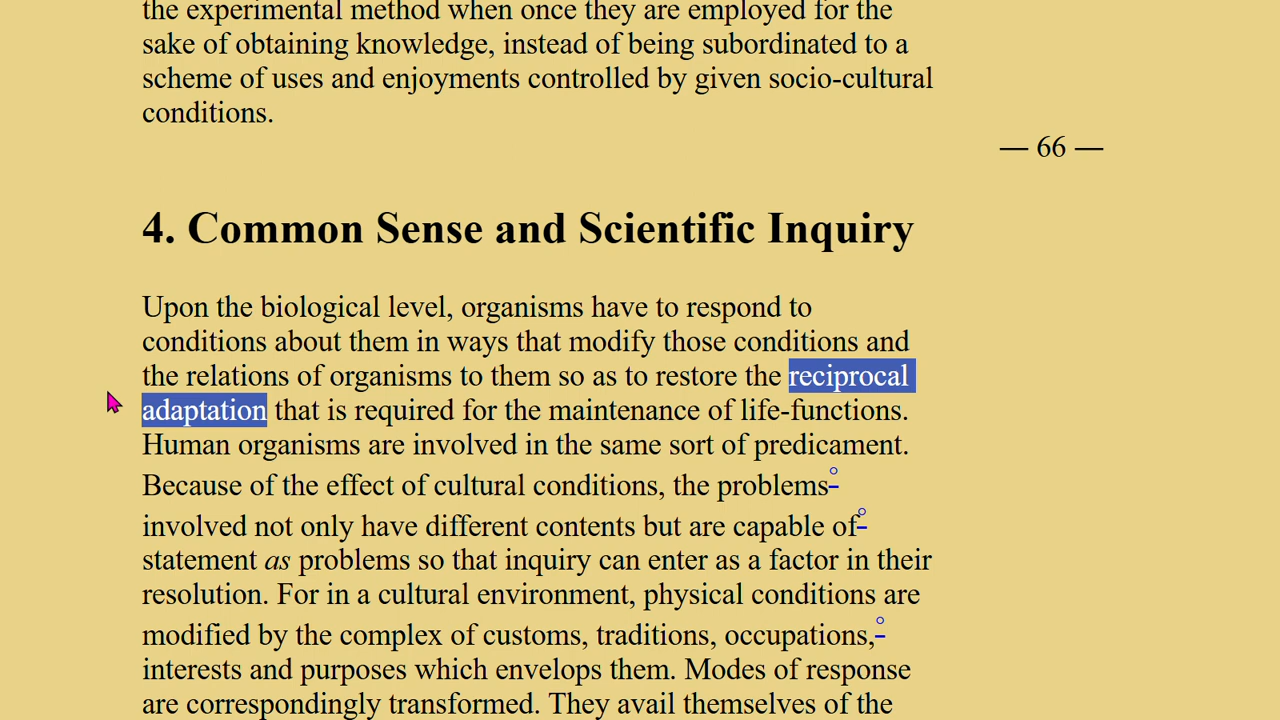 the experimental method when once they are employed for the
sake of obtaining knowledge, instead of being subordinated to a
scheme of uses and enjoyments controlled by given socio-cultural
conditions.
— 66 —
4. Common Sense and Scientific Inquiry
Upon the biological level, organisms have to respond to
conditions about them in ways that modify those conditions and
the relations of organisms to them so as to restore the reciprocal
adaptation that is required for the maintenance of life-functions.
Human organisms are involved in the same sort of predicament.
Because of the effect of cultural conditions, the problems°
involved not only have different contents but are capable of°
statement as problems so that inquiry can enter as a factor in their
resolution. For in a cultural environment, physical conditions are
modified by the complex of customs, traditions, occupations,°
interests and purposes which envelops them. Modes of response
are correspondingly transformed. They avail themselves of the